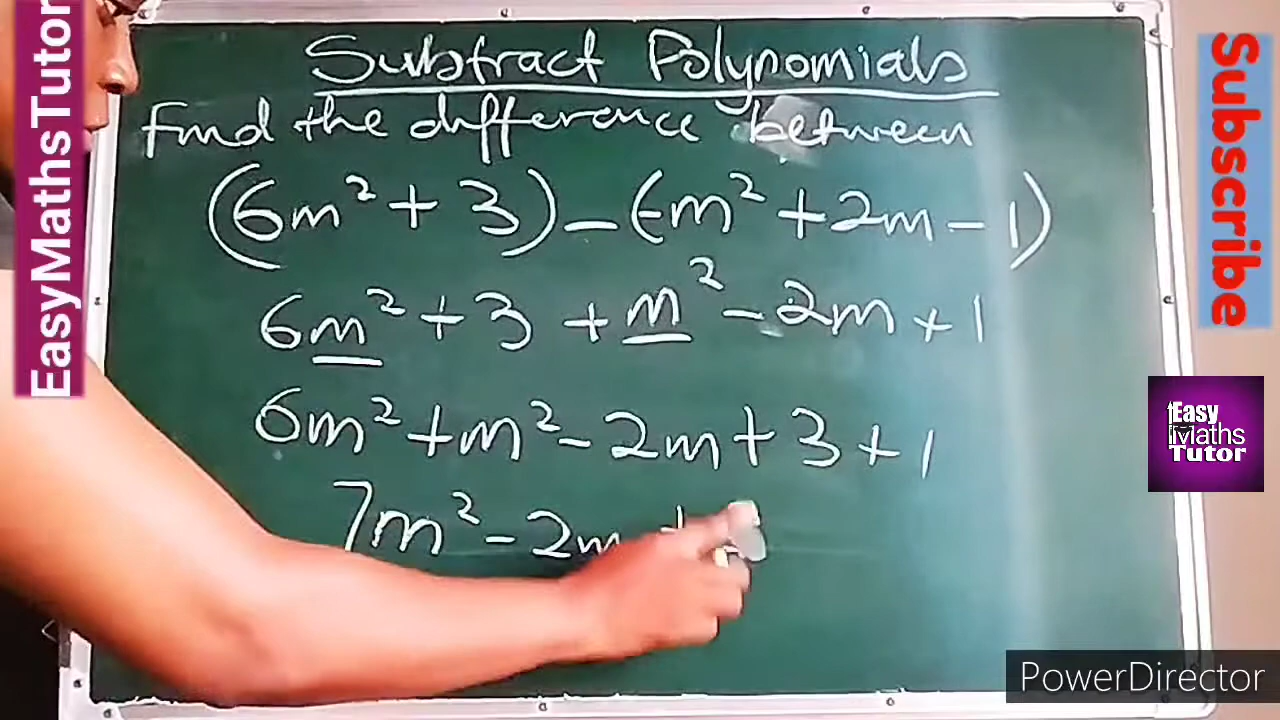 Subtract Polynomials
Find the difference between
(6m² + 3) - (-m² + 2m - 1)
6m² + 3 + m² - 2m + 1
6m² + m² - 2m + 3 + 1
7m² - 2m +
EasyMathsTutor
Subscribe
Easy
Maths
Tutor
PowerDirector